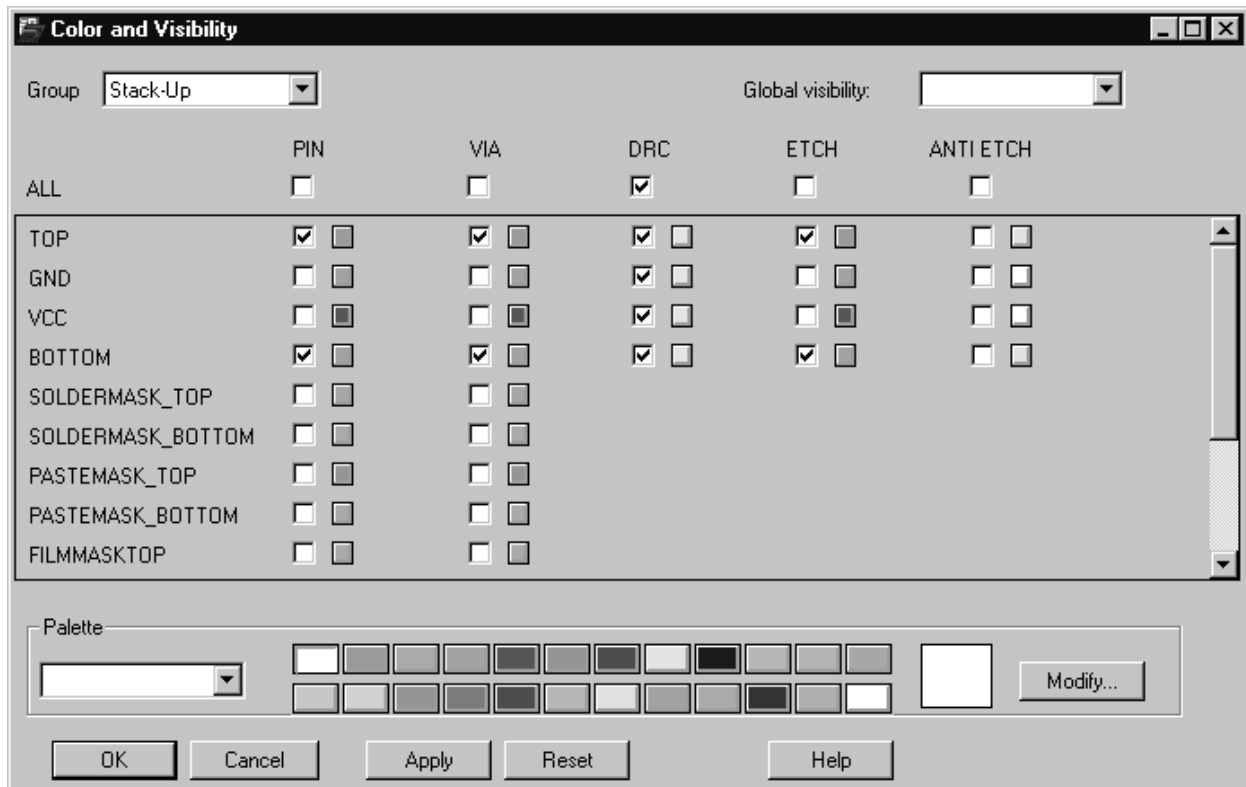 Color and Visibility
Group Stack-Up Global visibility:
PIN VIA DRC ETCH ANTI ETCH
ALL
TOP
GND
VCC
BOTTOM
SOLDERMASK_TOP
SOLDERMASK_BOTTOM
PASTEMASK_TOP
PASTEMASK_BOTTOM
FILMMASKTOP
Palette
Modify...
OK Cancel Apply Reset Help